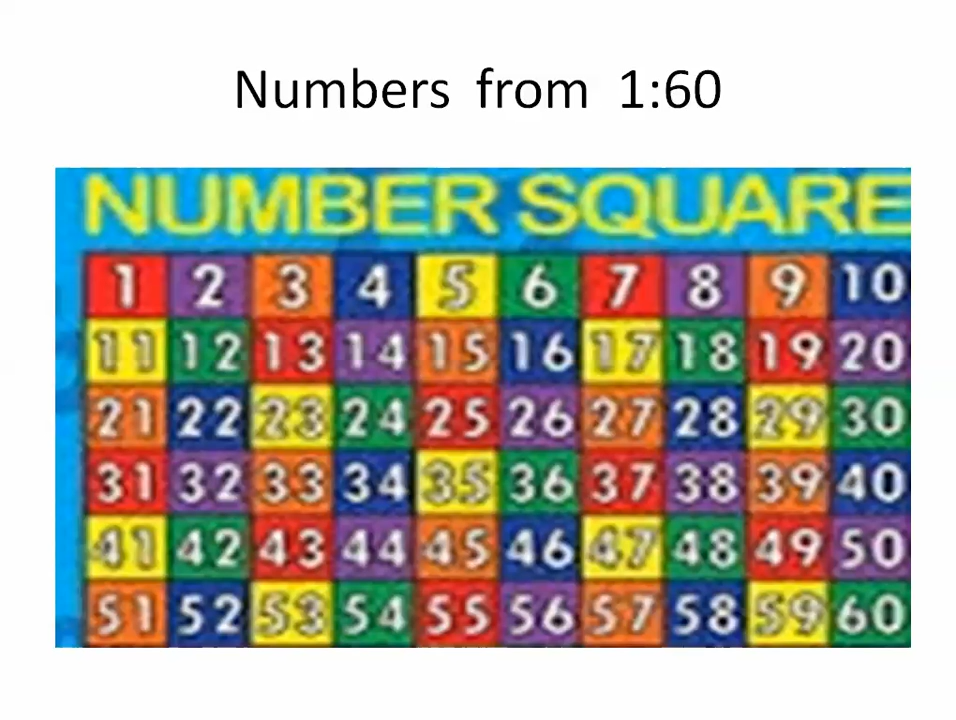 Numbers from 1:60
NUMBER SQUARE
1 2 3 4 5 6 7 8 9 10
11 12 13 14 15 16 17 18 19 20
21 22 23 24 25 26 27 28 29 30
31 32 33 34 35 36 37 38 39 40
41 42 43 44 45 46 47 48 49 50
51 52 53 54 55 56 57 58 59 60